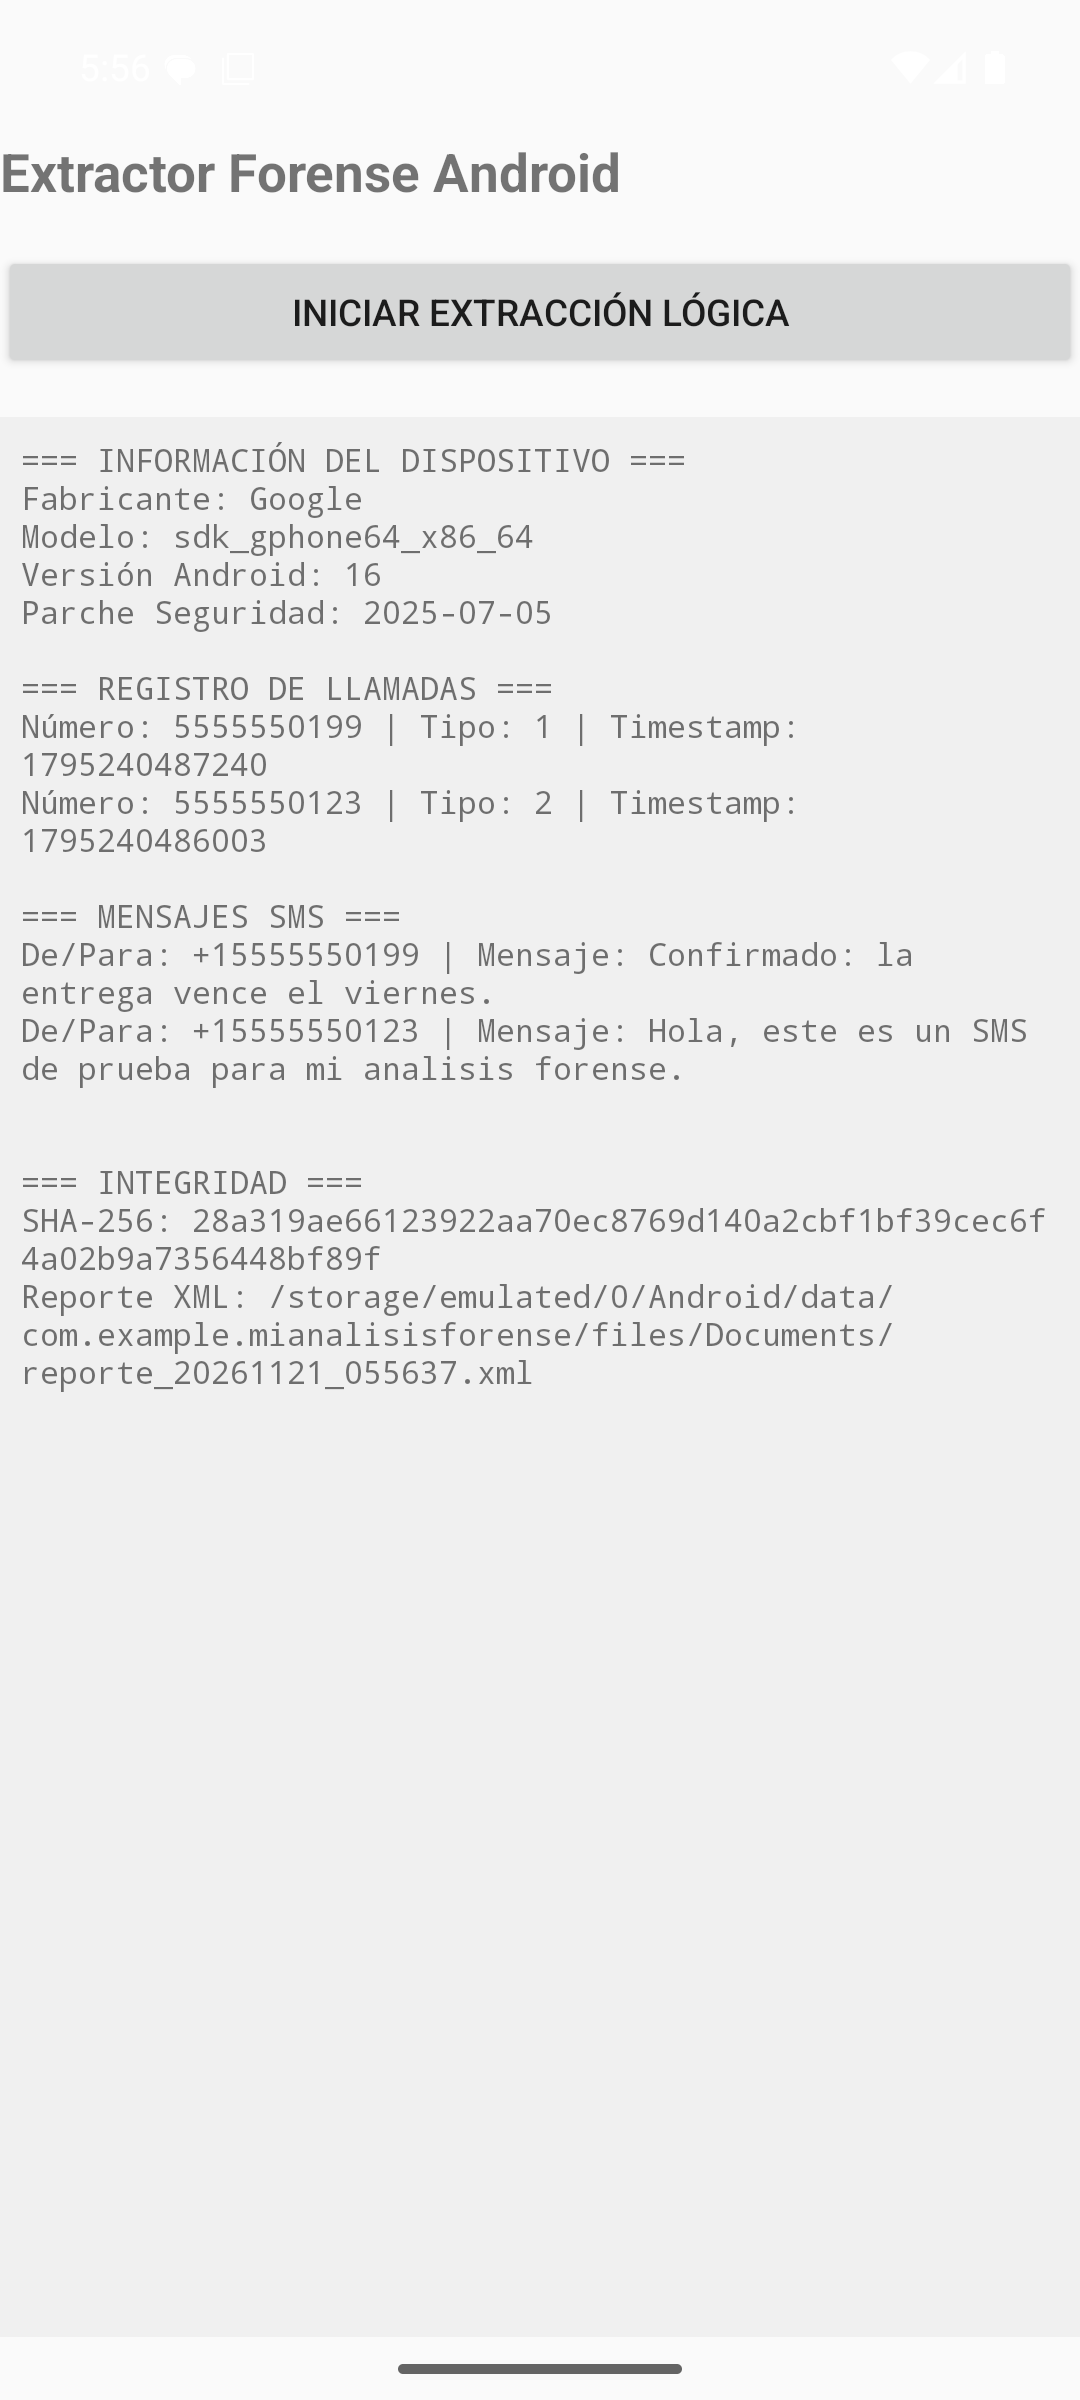 5:56
Extractor Forense Android
INICIAR EXTRACCIÓN LÓGICA
=== INFORMACIÓN DEL DISPOSITIVO ===
Fabricante: Google
Modelo: sdk_gphone64_x86_64
Versión Android: 16
Parche Seguridad: 2025-07-05
=== REGISTRO DE LLAMADAS ===
Número: 5555550199 | Tipo: 1 | Timestamp:
1795240487240
Número: 5555550123 | Tipo: 2 | Timestamp:
1795240486003
=== MENSAJES SMS ===
De/Para: +15555550199 | Mensaje: Confirmado: la
entrega vence el viernes.
De/Para: +15555550123 | Mensaje: Hola, este es un SMS
de prueba para mi analisis forense.
=== INTEGRIDAD ===
SHA-256: 28a319ae66123922aa70ec8769d140a2cbf1bf39cec6f
4a02b9a7356448bf89f
Reporte XML: /storage/emulated/0/Android/data/
com.example.mianalisisforense/files/Documents/
reporte_20261121_055637.xml